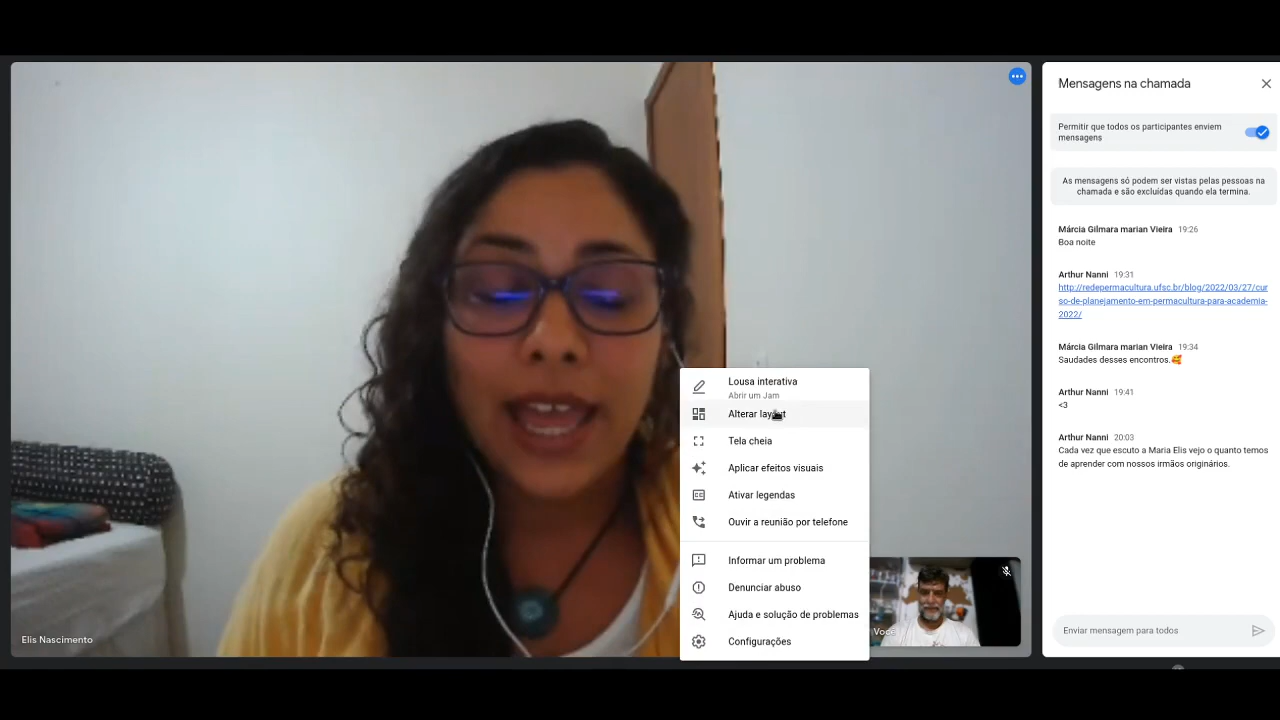 Mensagens na chamada
Permitir que todos os participantes enviem
mensagens
As mensagens só podem ser vistas pelas pessoas na
chamada e são excluídas quando ela termina.
Márcia Gilmara marian Vieira 19:26
Boa noite
Arthur Nanni 19:31
http://redepermacultura.ufsc.br/blog/2022/03/27/cur
so-de-planejamento-em-permacultura-para-academia-
2022/
Márcia Gilmara marian Vieira 19:34
Saudades desses encontros.🥰
Arthur Nanni 19:41
<3
Arthur Nanni 20:03
Cada vez que escuto a Maria Elis vejo o quanto temos
de aprender com nossos irmãos originários.
Enviar mensagem para todos
Lousa interativa
Abrir um Jam
Alterar layout
Tela cheia
Aplicar efeitos visuais
CC Ativar legendas
Ouvir a reunião por telefone
Informar um problema
Denunciar abuso
Ajuda e solução de problemas
Configurações
Elis Nascimento
Você